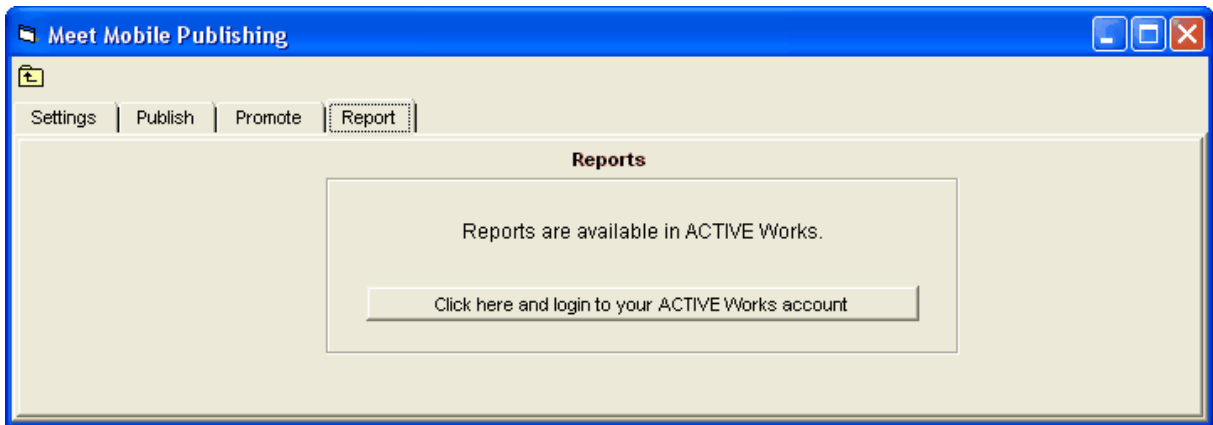 Meet Mobile Publishing
Settings Publish Promote Report
Reports
Reports are available in ACTIVE Works.
Click here and login to your ACTIVE Works account